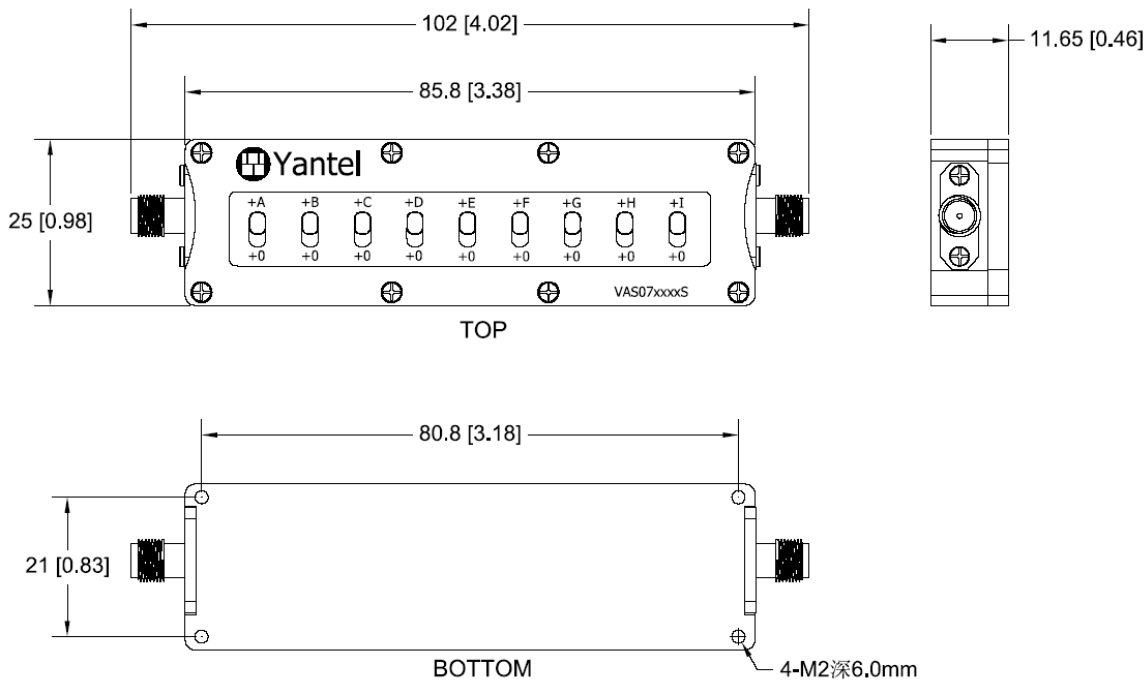 102 [4.02]
11.65 [0.46]
85.8 [3.38]
Yantel
+A +B +C +D +E +F +G +H +I
25 [0.98]
+0 +0 +0 +0 +0 +0 +0 +0 +0
VAS07xxxxS
TOP
80.8 [3.18]
21 [0.83]
BOTTOM
4-M2深6.0mm